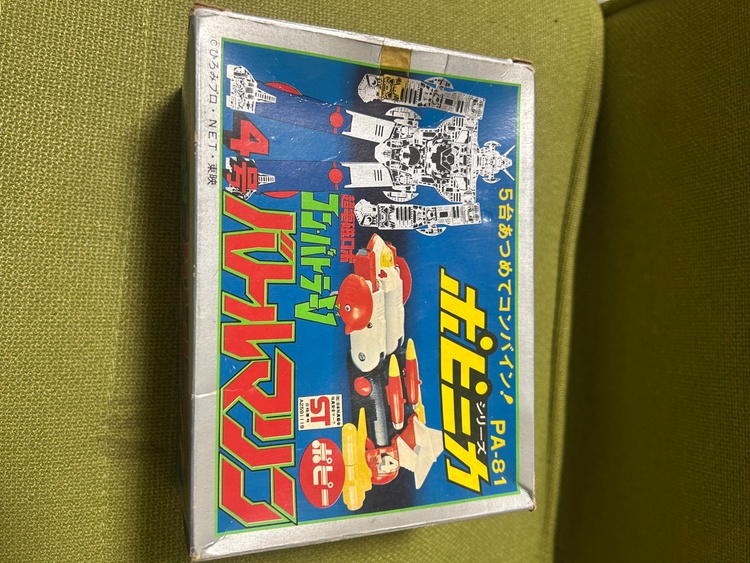 5台あつめてコンバイン！
ポピニカ
シリーズ PA-81
超電磁ロボ
コン・バトラーV
4号
バトルマリン
ST
A2561119
ポピー
©ひろみプロ・NET・東映